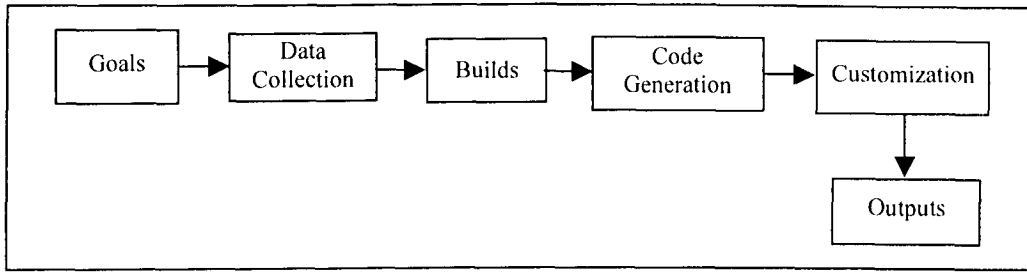 Goals
Data
Collection
Builds
Code
Generation
Customization
Outputs